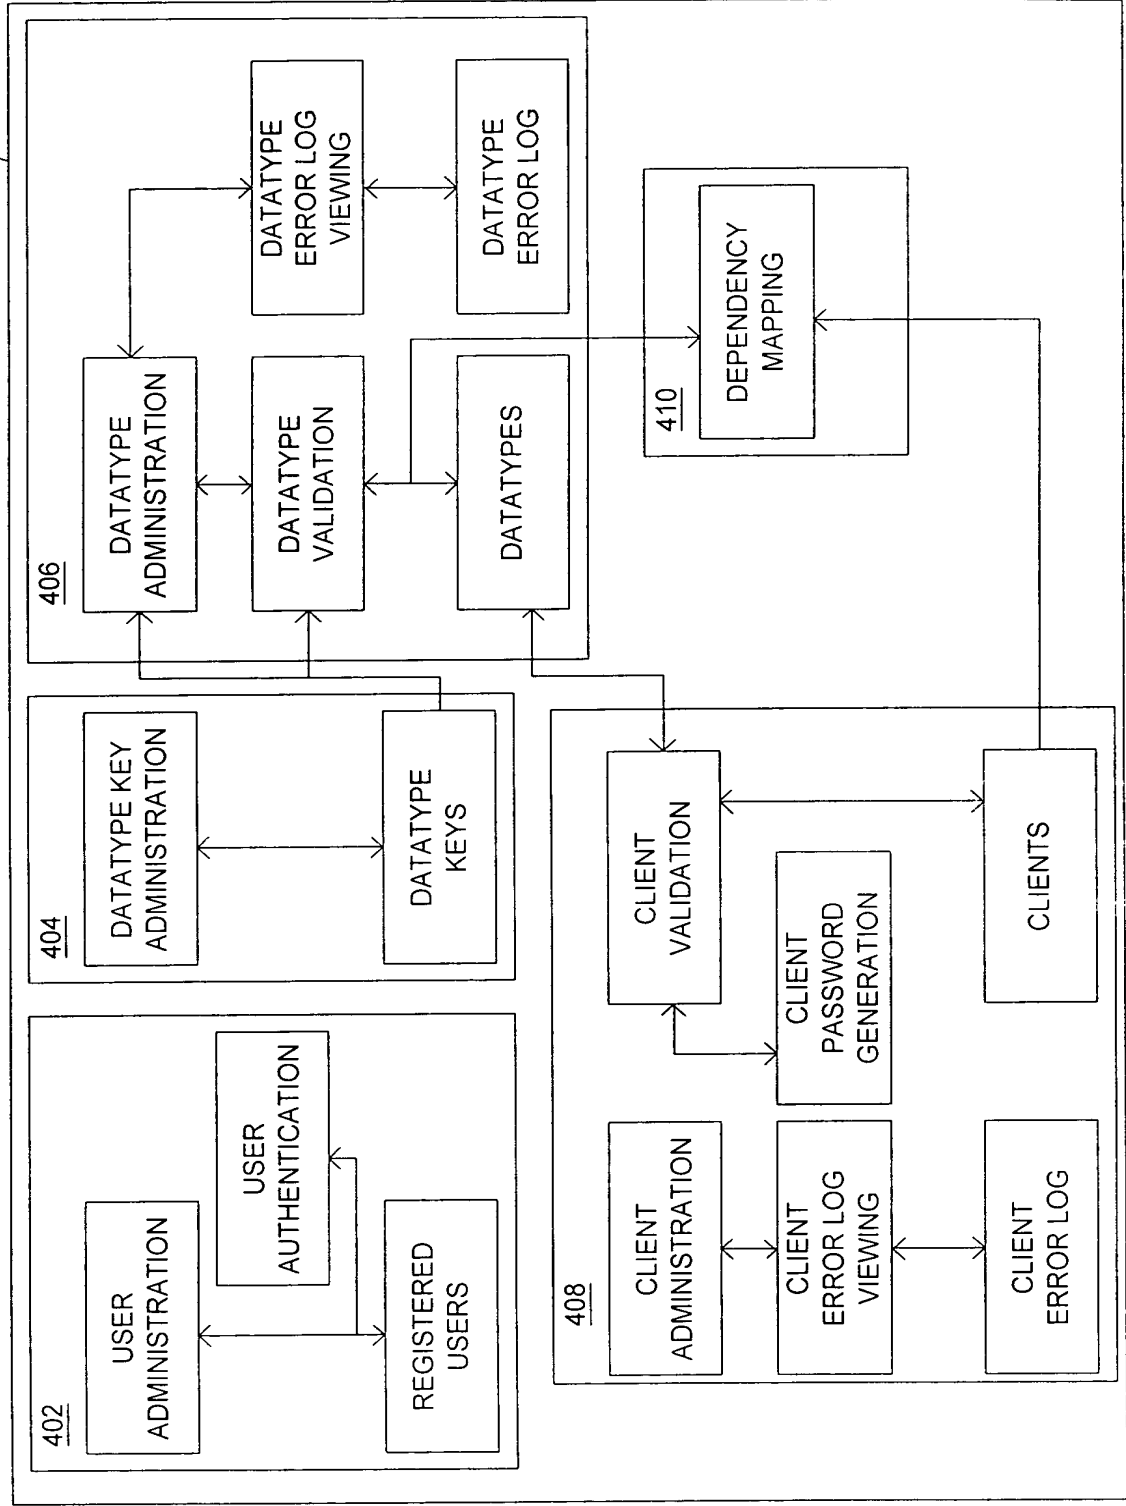 402
USER
ADMINISTRATION
USER
AUTHENTICATION
REGISTERED
USERS
404
DATATYPE KEY
ADMINISTRATION
DATATYPE
KEYS
406
DATATYPE
ADMINISTRATION
DATATYPE
VALIDATION
DATATYPES
DATATYPE
ERROR LOG
VIEWING
DATATYPE
ERROR LOG
408
CLIENT
ADMINISTRATION
CLIENT
ERROR LOG
VIEWING
CLIENT
ERROR LOG
CLIENT
VALIDATION
CLIENT
PASSWORD
GENERATION
CLIENTS
410
DEPENDENCY
MAPPING